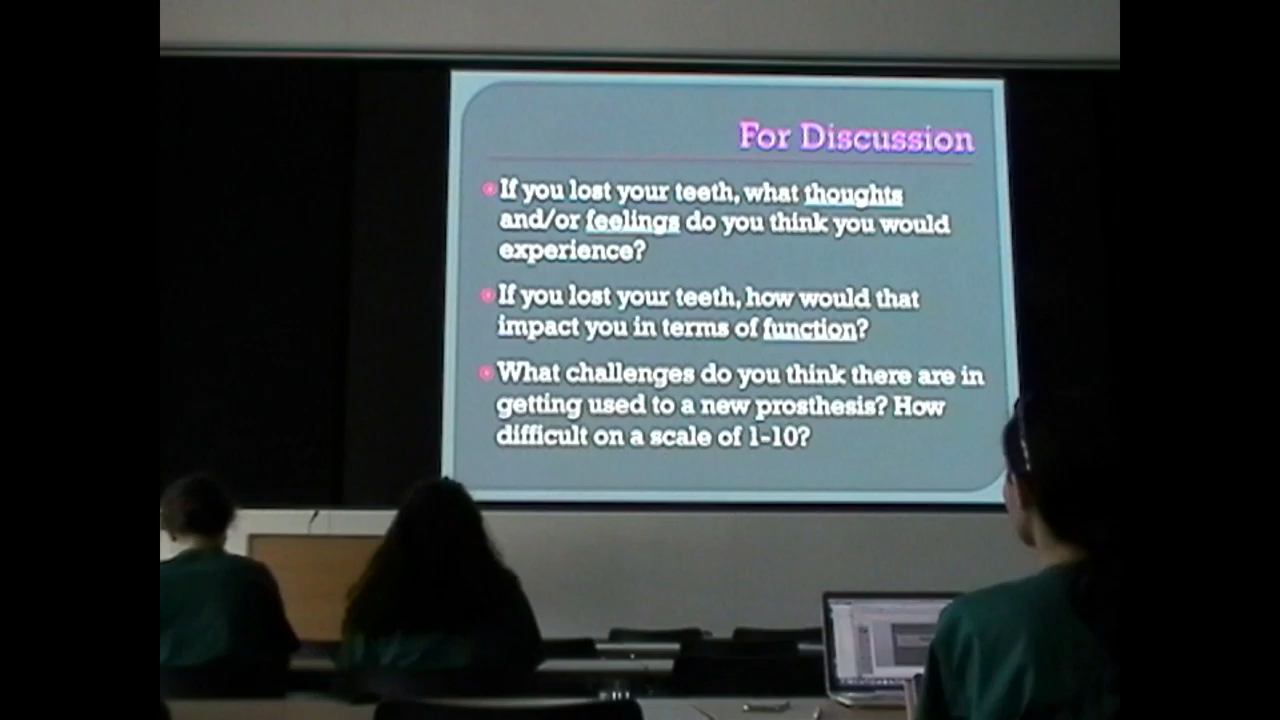 For Discussion
If you lost your teeth, what thoughts
and/or feelings do you think you would
experience?
If you lost your teeth, how would that
impact you in terms of function?
What challenges do you think there are in
getting used to a new prosthesis? How
difficult on a scale of 1-10?